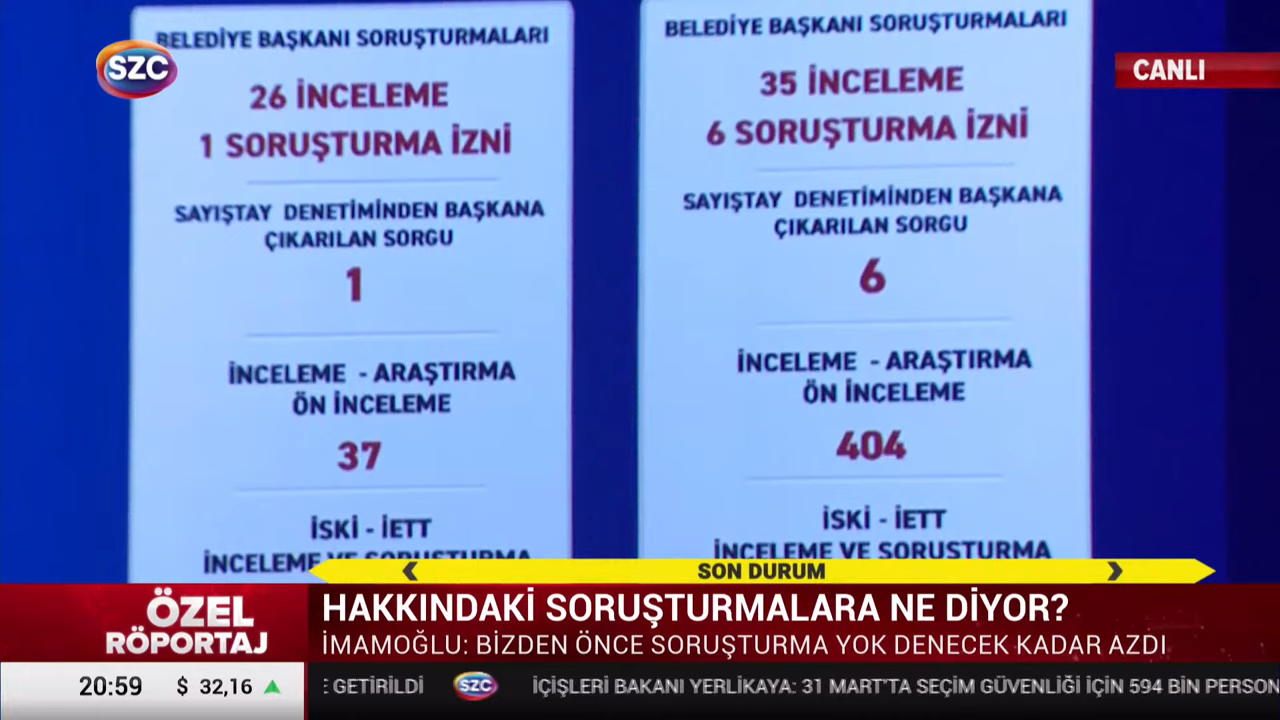 BELEDİYE BAŞKANI SORUŞTURMALARI
26 İNCELEME
1 SORUŞTURMA İZNİ
SAYIŞTAY DENETİMİNDEN BAŞKANA
ÇIKARILAN SORGU
1
İNCELEME - ARAŞTIRMA
ÖN İNCELEME
37
İSKİ - İETT
İNCELEME VE SORUŞTURMA
BELEDİYE BAŞKANI SORUŞTURMALARI
35 İNCELEME
6 SORUŞTURMA İZNİ
SAYIŞTAY DENETİMİNDEN BAŞKANA
ÇIKARILAN SORGU
6
İNCELEME - ARAŞTIRMA
ÖN İNCELEME
404
İSKİ - İETT
İNCELEME VE SORUŞTURMA
SZC
CANLI
SON DURUM
ÖZEL
RÖPORTAJ
HAKKINDAKİ SORUŞTURMALARA NE DİYOR?
İMAMOĞLU: BİZDEN ÖNCE SORUŞTURMA YOK DENECEK KADAR AZDI
20:59 $ 32,16
E GETİRİLDİ SZC İÇİŞLERİ BAKANI YERLİKAYA: 31 MART'TA SEÇİM GÜVENLİĞİ İÇİN 594 BİN PERSON